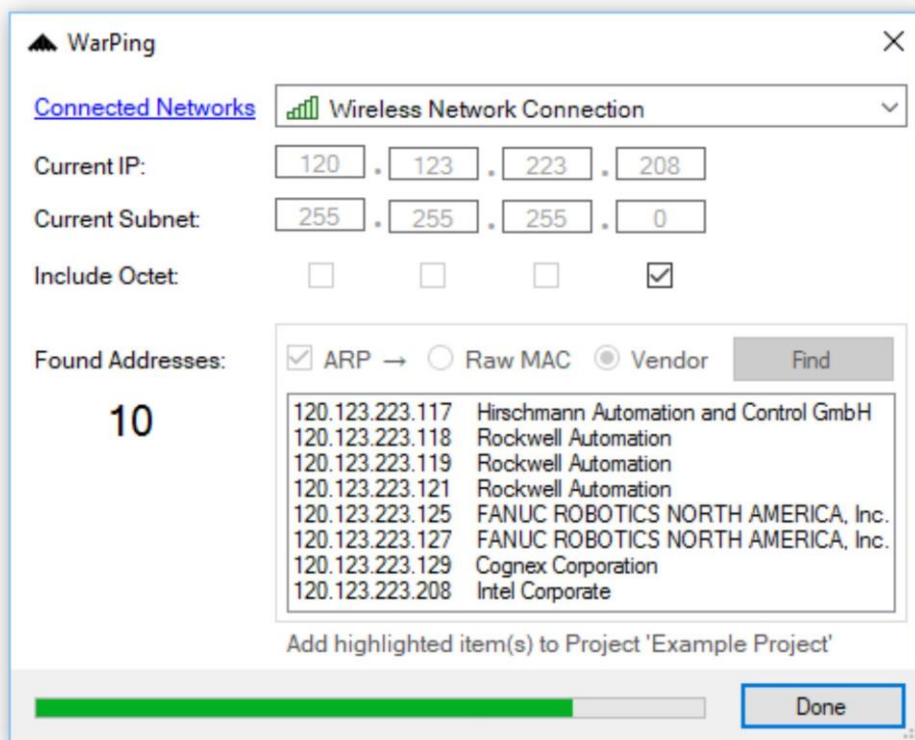 WarPing
Connected Networks Wireless Network Connection
Current IP: 120 . 123 . 223 . 208
Current Subnet: 255 . 255 . 255 . 0
Include Octet:
Found Addresses: ARP → Raw MAC Vendor Find
10
120.123.223.117 Hirschmann Automation and Control GmbH
120.123.223.118 Rockwell Automation
120.123.223.119 Rockwell Automation
120.123.223.121 Rockwell Automation
120.123.223.125 FANUC ROBOTICS NORTH AMERICA, Inc.
120.123.223.127 FANUC ROBOTICS NORTH AMERICA, Inc.
120.123.223.129 Cognex Corporation
120.123.223.208 Intel Corporate
Add highlighted item(s) to Project 'Example Project'
Done